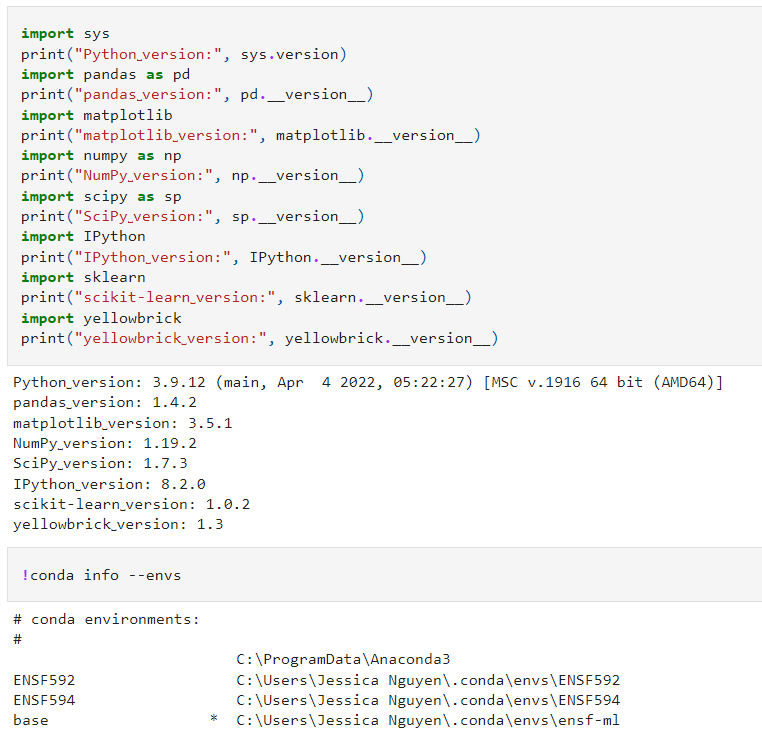 import sys
print("Python_version:", sys.version)
import pandas as pd
print("pandas_version:", pd.__version__)
import matplotlib
print("matplotlib_version:", matplotlib.__version__)
import numpy as np
print("NumPy_version:", np.__version__)
import scipy as sp
print("SciPy_version:", sp.__version__)
import IPython
print("IPython_version:", IPython.__version__)
import sklearn
print("scikit-learn_version:", sklearn.__version__)
import yellowbrick
print("yellowbrick_version:", yellowbrick.__version__)
Python_version: 3.9.12 (main, Apr  4 2022, 05:22:27) [MSC v.1916 64 bit (AMD64)]
pandas_version: 1.4.2
matplotlib_version: 3.5.1
NumPy_version: 1.19.2
SciPy_version: 1.7.3
IPython_version: 8.2.0
scikit-learn_version: 1.0.2
yellowbrick_version: 1.3
!conda info --envs
# conda environments:
#
                         C:\ProgramData\Anaconda3
ENSF592                  C:\Users\Jessica Nguyen\.conda\envs\ENSF592
ENSF594                  C:\Users\Jessica Nguyen\.conda\envs\ENSF594
base                  *  C:\Users\Jessica Nguyen\.conda\envs\ensf-ml